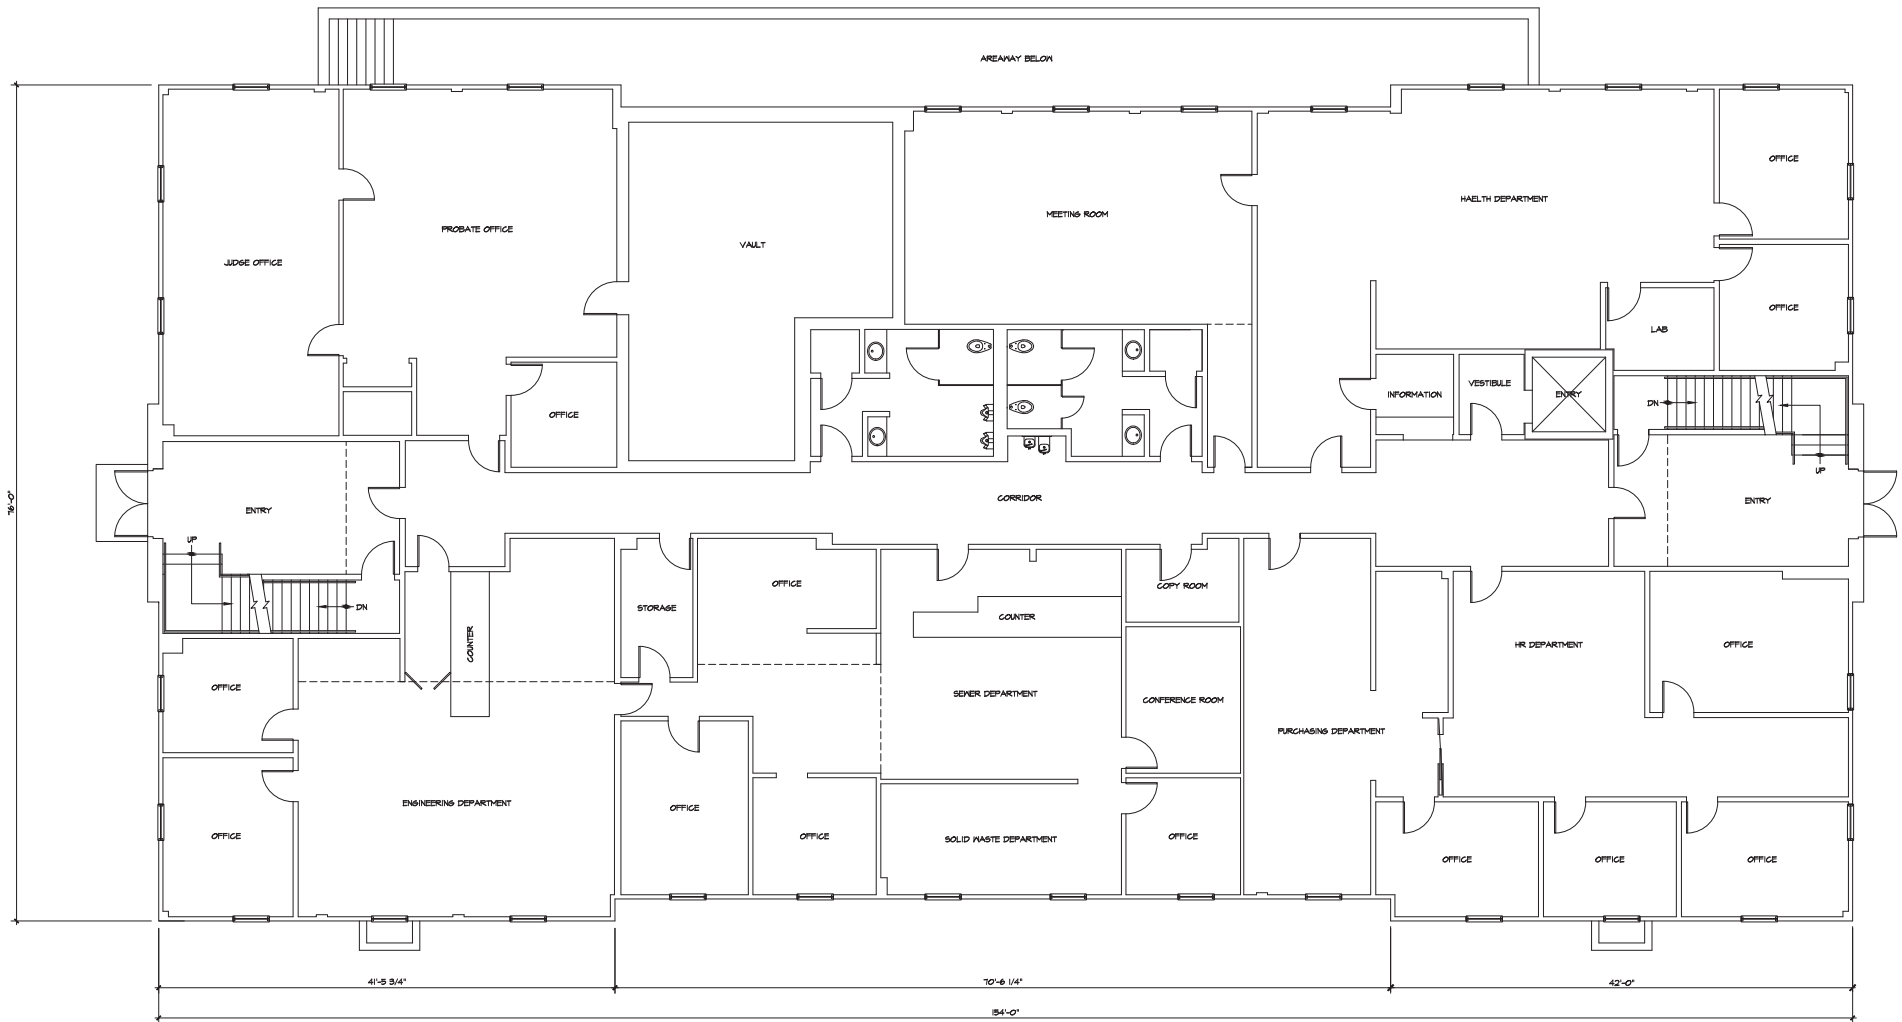 AREAWAY BELOW
OFFICE
HAELTH DEPARTMENT
MEETING ROOM
PROBATE OFFICE
VAULT
JUDGE OFFICE
OFFICE
LAB
VESTIBULE
INFORMATION
ENTRY
DN
OFFICE
UP
76'-0"
ENTRY
CORRIDOR
ENTRY
UP
OFFICE
COPY ROOM
DN
STORAGE
COUNTER
COUNTER
HR DEPARTMENT
OFFICE
OFFICE
SEWER DEPARTMENT
CONFERENCE ROOM
PURCHASING DEPARTMENT
ENGINEERING DEPARTMENT
OFFICE
OFFICE
OFFICE
SOLID WASTE DEPARTMENT
OFFICE
OFFICE
OFFICE
OFFICE
41'-5 3/4"
70'-6 1/4"
42'-0"
154'-0"